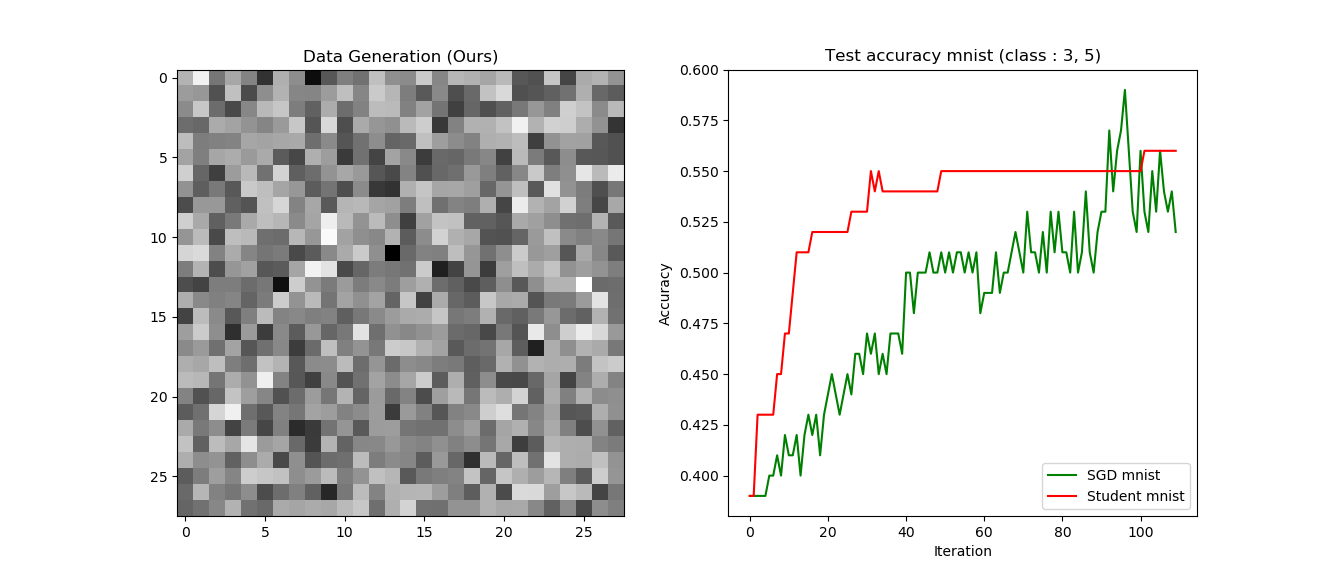 Data Generation (Ours)
0
5
10
15
20
25
0 5 10 15 20 25
Test accuracy mnist (class : 3, 5)
Accuracy
0.600
0.575
0.550
0.525
0.500
0.475
0.450
0.425
0.400
SGD mnist
Student mnist
0 20 40 60 80 100
Iteration